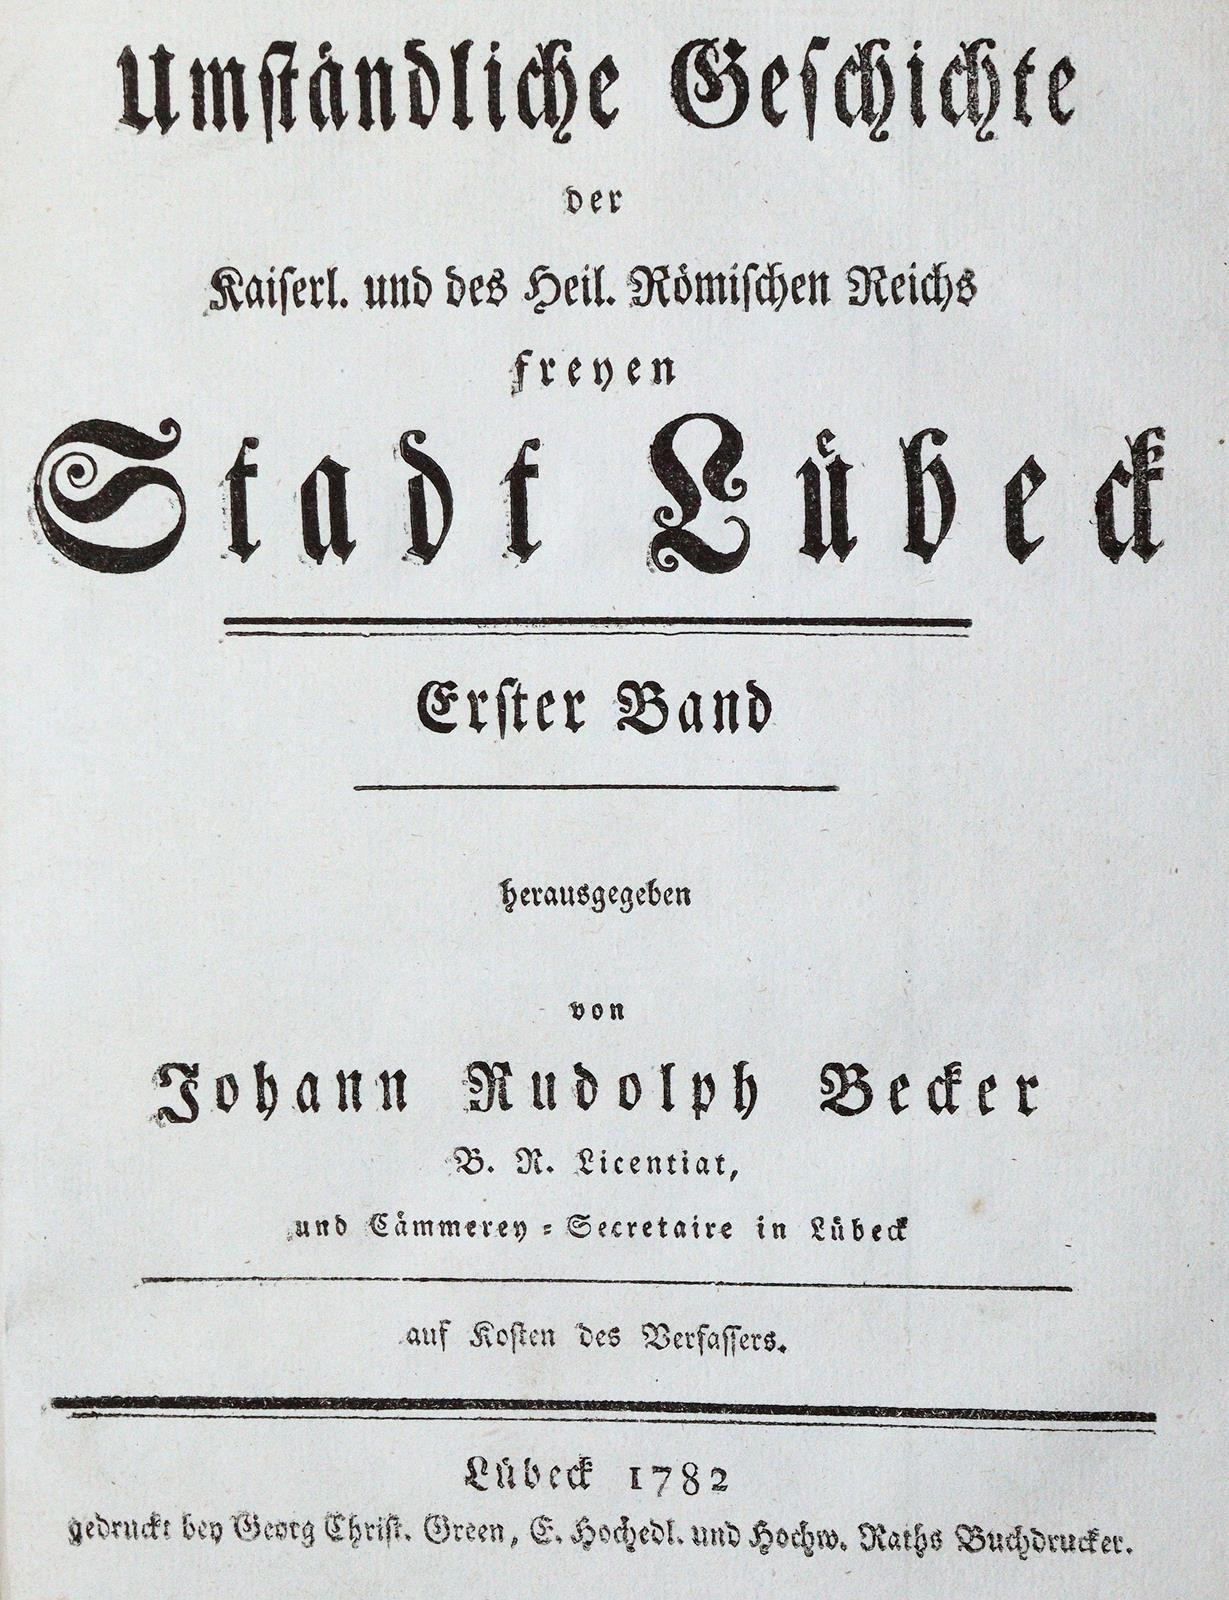 Umständliche Geschichte
der
Kaiserl. und des Heil. Römischen Reichs
freyen
Stadt Lübeck
Erster Band
herausgegeben
von
Johann Rudolph Becker
B. R. Licentiat,
und Cämmerey-Secretaire in Lübeck
auf Kosten des Verfassers.
Lübeck 1782
gedruckt bey Georg Christ. Green, E. Hochedl. und Hochw. Raths Buchdrucker.